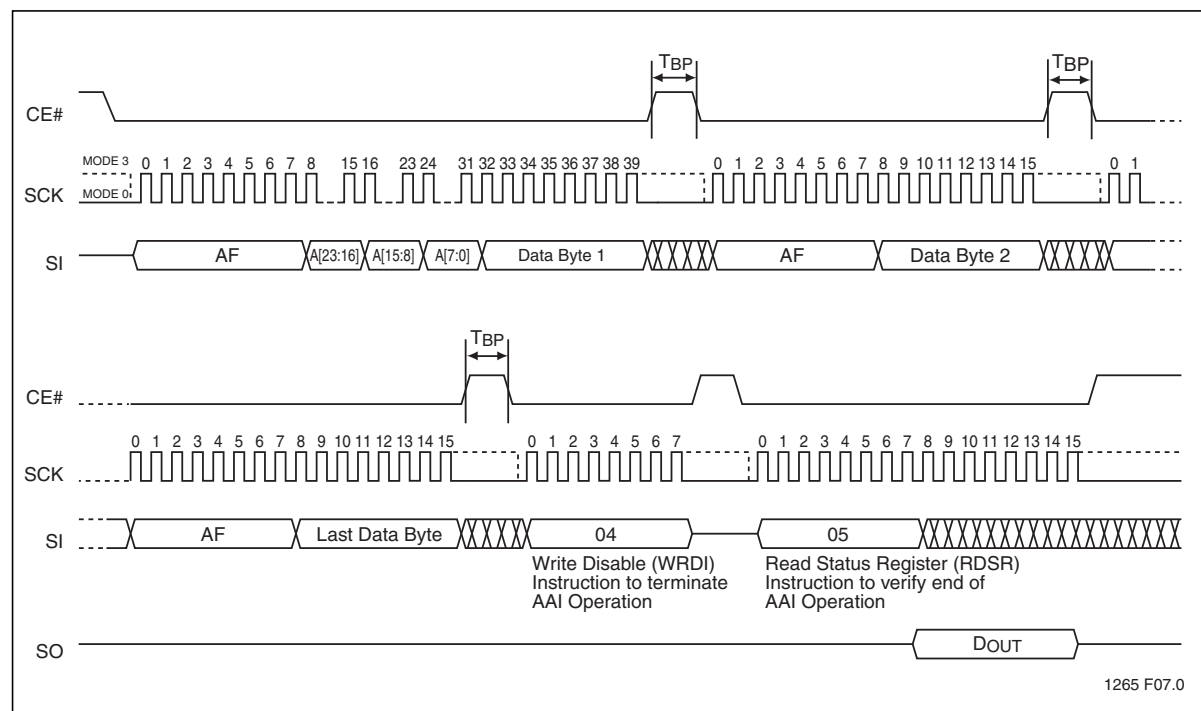 TBP TBP
CE#
MODE 3 0 1 2 3 4 5 6 7 8 15 16 23 24 31 32 33 34 35 36 37 38 39 0 1 2 3 4 5 6 7 8 9 10 11 12 13 14 15 0 1
SCK MODE 0
SI AF A[23:16] A[15:8] A[7:0] Data Byte 1 AF Data Byte 2
TBP
CE#
0 1 2 3 4 5 6 7 8 9 10 11 12 13 14 15 0 1 2 3 4 5 6 7 0 1 2 3 4 5 6 7 8 9 10 11 12 13 14 15
SCK
SI AF Last Data Byte 04 05
Write Disable (WRDI) Read Status Register (RDSR)
Instruction to terminate Instruction to verify end of
AAI Operation AAI Operation
SO DOUT
1265 F07.0